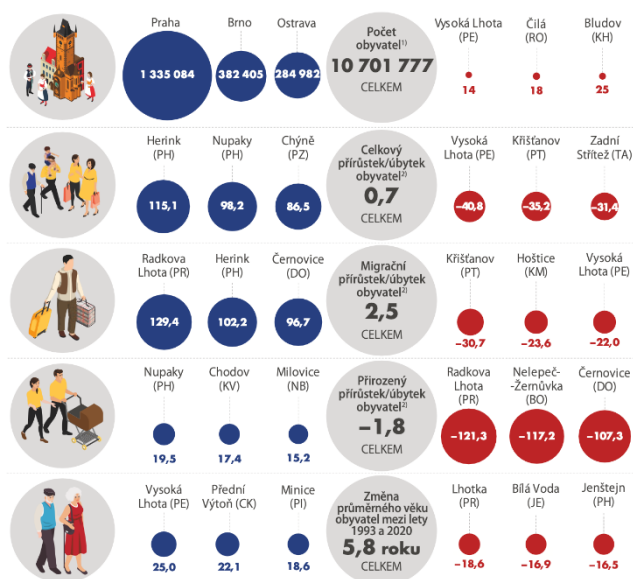 Praha
Brno
Ostrava
Počet
obyvatel¹⁾
10 701 777
CELKEM
Vysoká Lhota
(PE)
Čilá
(RO)
Bludov
(KH)
1 335 084
382 405
284 982
14
18
25
Herink
(PH)
Nupaky
(PH)
Chýně
(PZ)
Celkový
přírůstek/úbytek
obyvatel²⁾
0,7
CELKEM
Vysoká
Lhota (PE)
Křišťanov
(PT)
Zadní
Střítež (TA)
115,1
98,2
86,5
–40,8
–35,2
–31,4
Radkova
Lhota (PR)
Herink
(PH)
Černovice
(DO)
Migrační
přírůstek/úbytek
obyvatel²⁾
2,5
CELKEM
Křišťanov
(PT)
Hoštice
(KM)
Vysoká
Lhota (PE)
129,4
102,2
96,7
–30,7
–23,6
–22,0
Nupaky
(PH)
Chodov
(KV)
Milovice
(NB)
Přirozený
přírůstek/úbytek
obyvatel²⁾
–1,8
CELKEM
Radkova
Lhota
(PR)
Nelepeč-
-Žernůvka
(BO)
Černovice
(DO)
19,5
17,4
15,2
–121,3
–117,2
–107,3
Vysoká
Lhota (PE)
Přední
Výtoň (CK)
Minice
(PI)
Změna
průměrného věku
obyvatel mezi lety
1993 a 2020
5,8 roku
CELKEM
Lhotka
(PR)
Bílá Voda
(JE)
Jenštejn
(PH)
25,0
22,1
18,6
–18,6
–16,9
–16,5